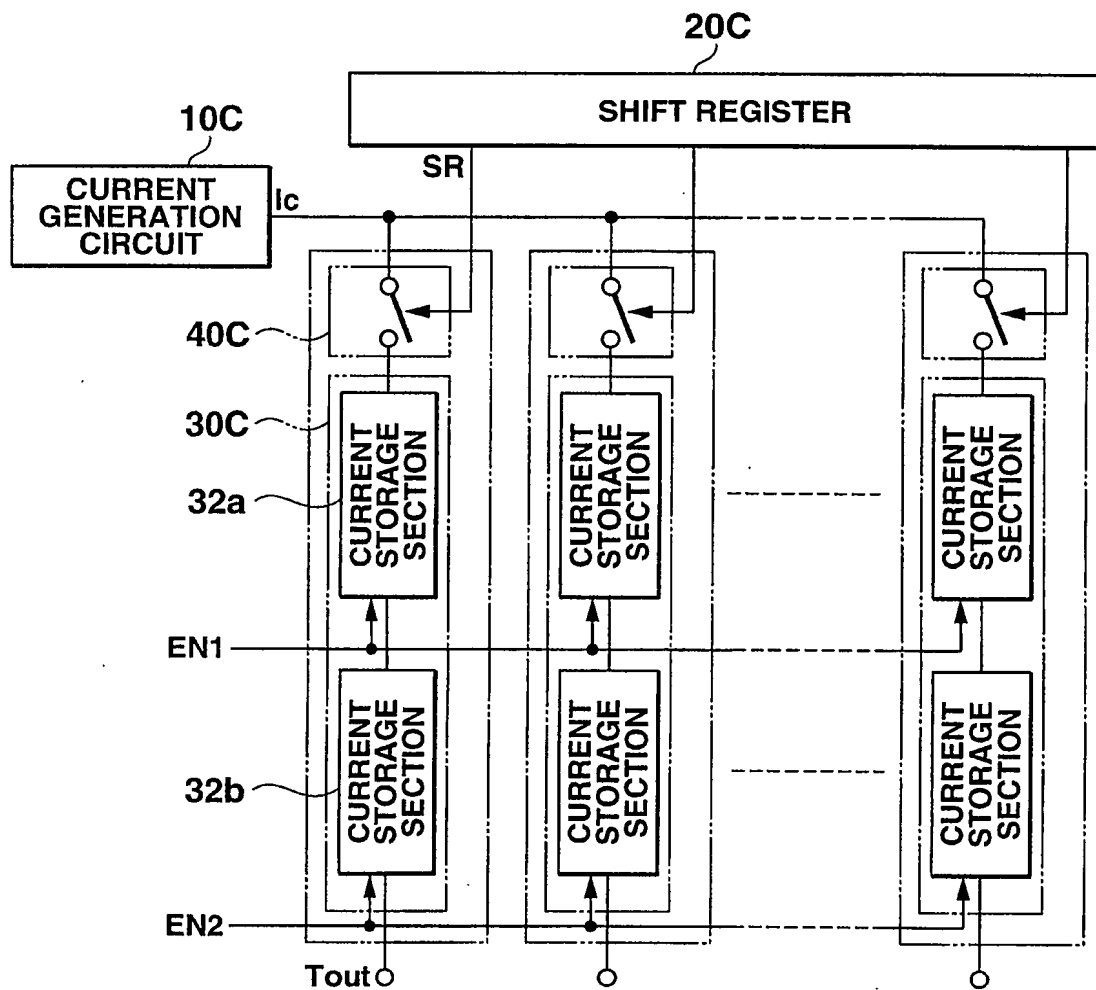 20C
SHIFT REGISTER
10C
CURRENT
GENERATION
CIRCUIT
Ic
SR
40C
30C
32a
CURRENT
STORAGE
SECTION
CURRENT
STORAGE
SECTION
CURRENT
STORAGE
SECTION
EN1
32b
CURRENT
STORAGE
SECTION
CURRENT
STORAGE
SECTION
CURRENT
STORAGE
SECTION
EN2
Tout